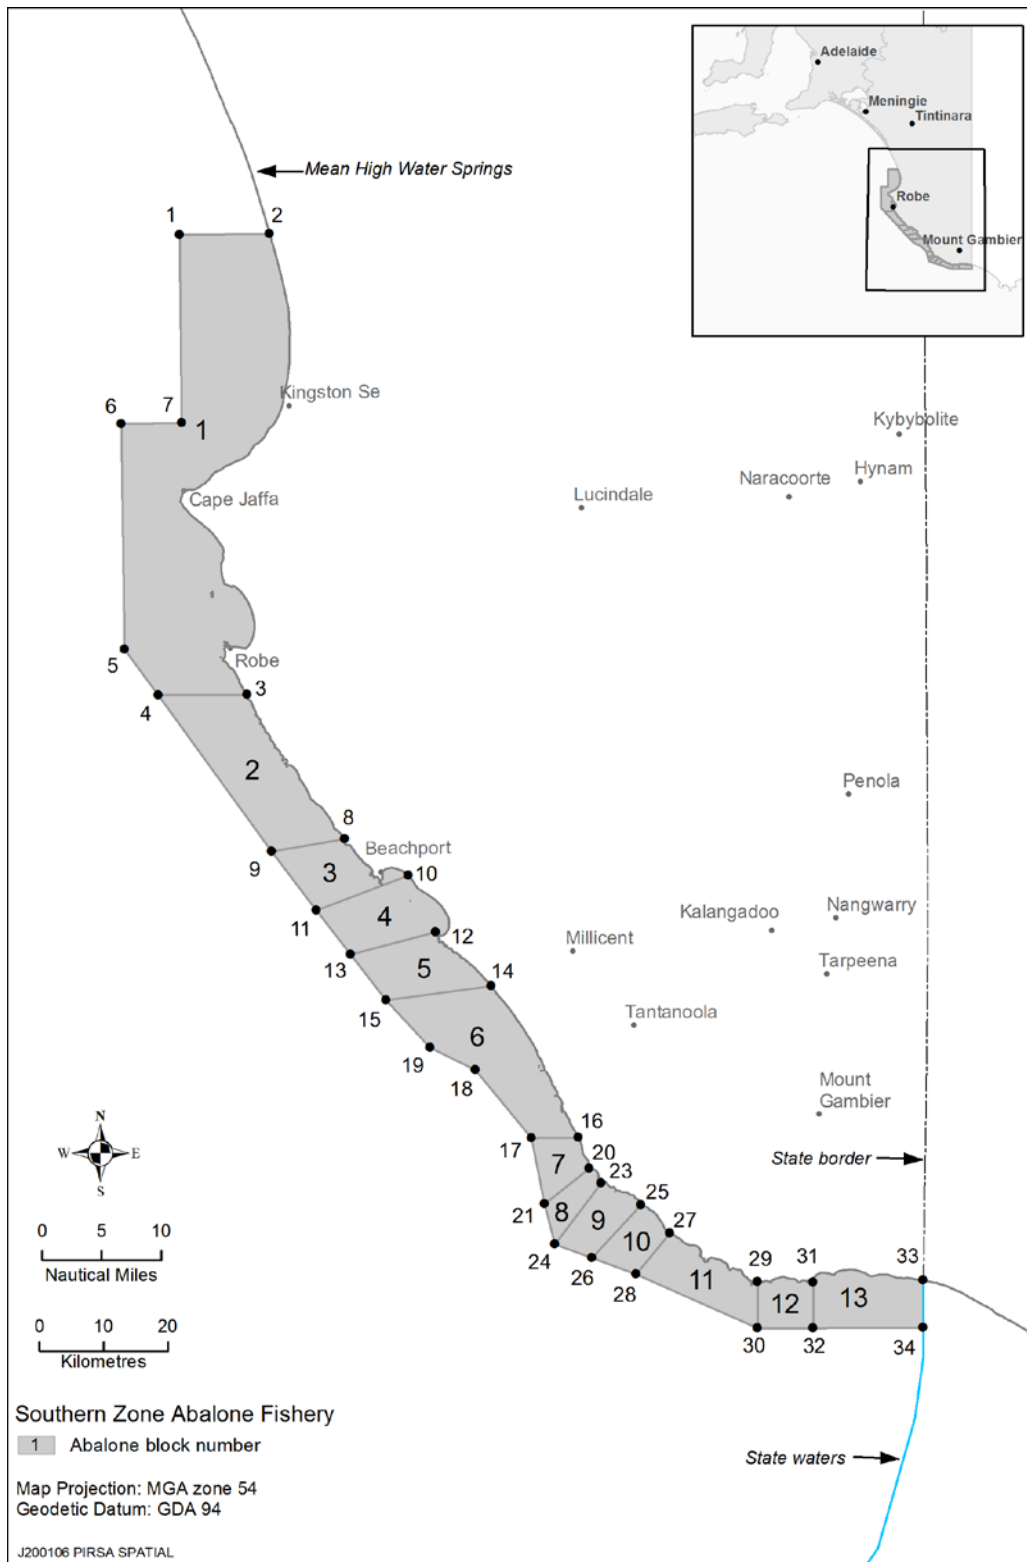 Adelaide
Meningie
Tintinara
Robe
Mount Gambier
Mean High Water Springs
1
2
Kingston Se
6
7
1
Kybybolite
Hynam
Naracoorte
Lucindale
Cape Jaffa
5
Robe
4
3
2
Penola
8
9
Beachport
3
10
11
4
Nangwarry
Kalangadoo
12
Millicent
13
5
Tarpeena
14
15
Tantanoola
6
19
18
Mount
Gambier
N
W
E
S
16
17
State border
7
20
23
21
8
9
25
24
10
27
26
28
11
29
31
33
12
13
30
32
34
0 10
Nautical Miles
0 10 20
Kilometres
Southern Zone Abalone Fishery
1 Abalone block number
State waters
Map Projection: MGA zone 54
Geodetic Datum: GDA 94
J200106 PIRSA SPATIAL